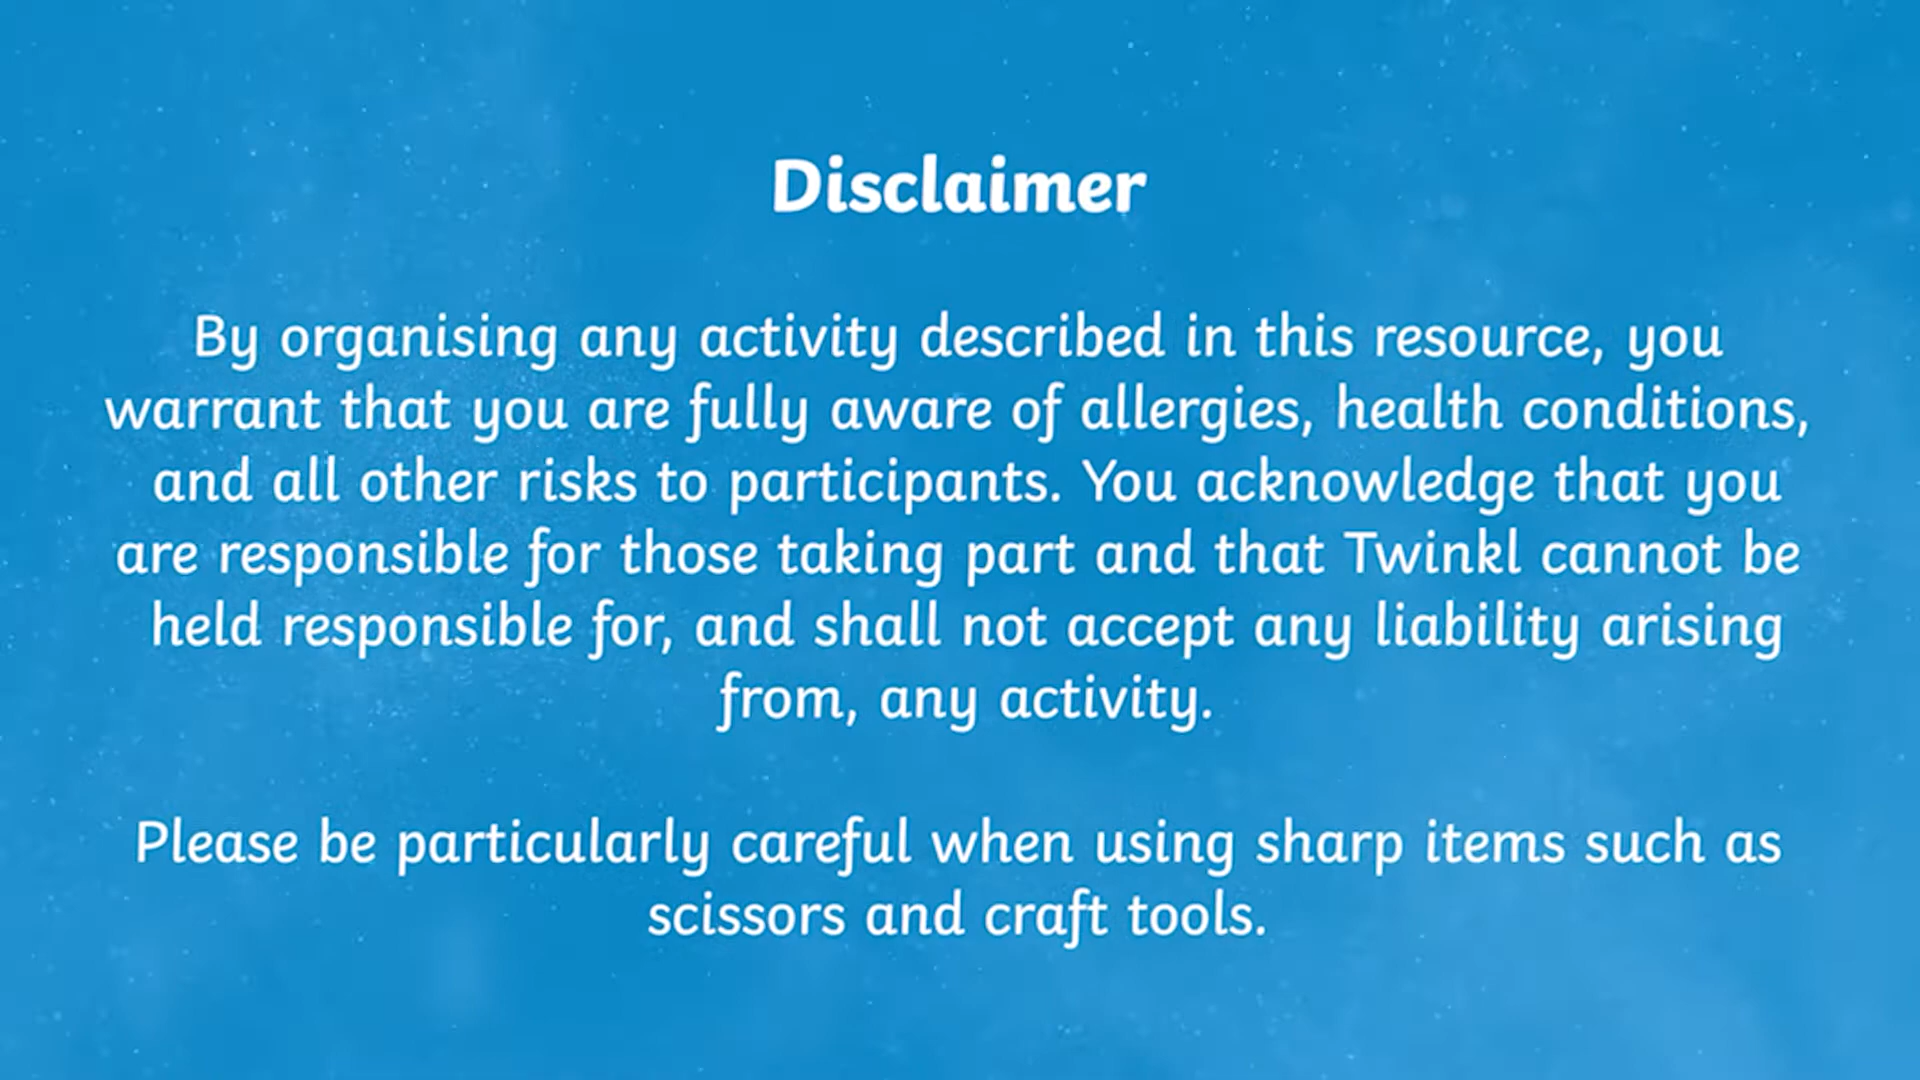 Disclaimer
By organising any activity described in this resource, you
warrant that you are fully aware of allergies, health conditions,
and all other risks to participants. You acknowledge that you
are responsible for those taking part and that Twinkl cannot be
held responsible for, and shall not accept any liability arising
from, any activity.
Please be particularly careful when using sharp items such as
scissors and craft tools.